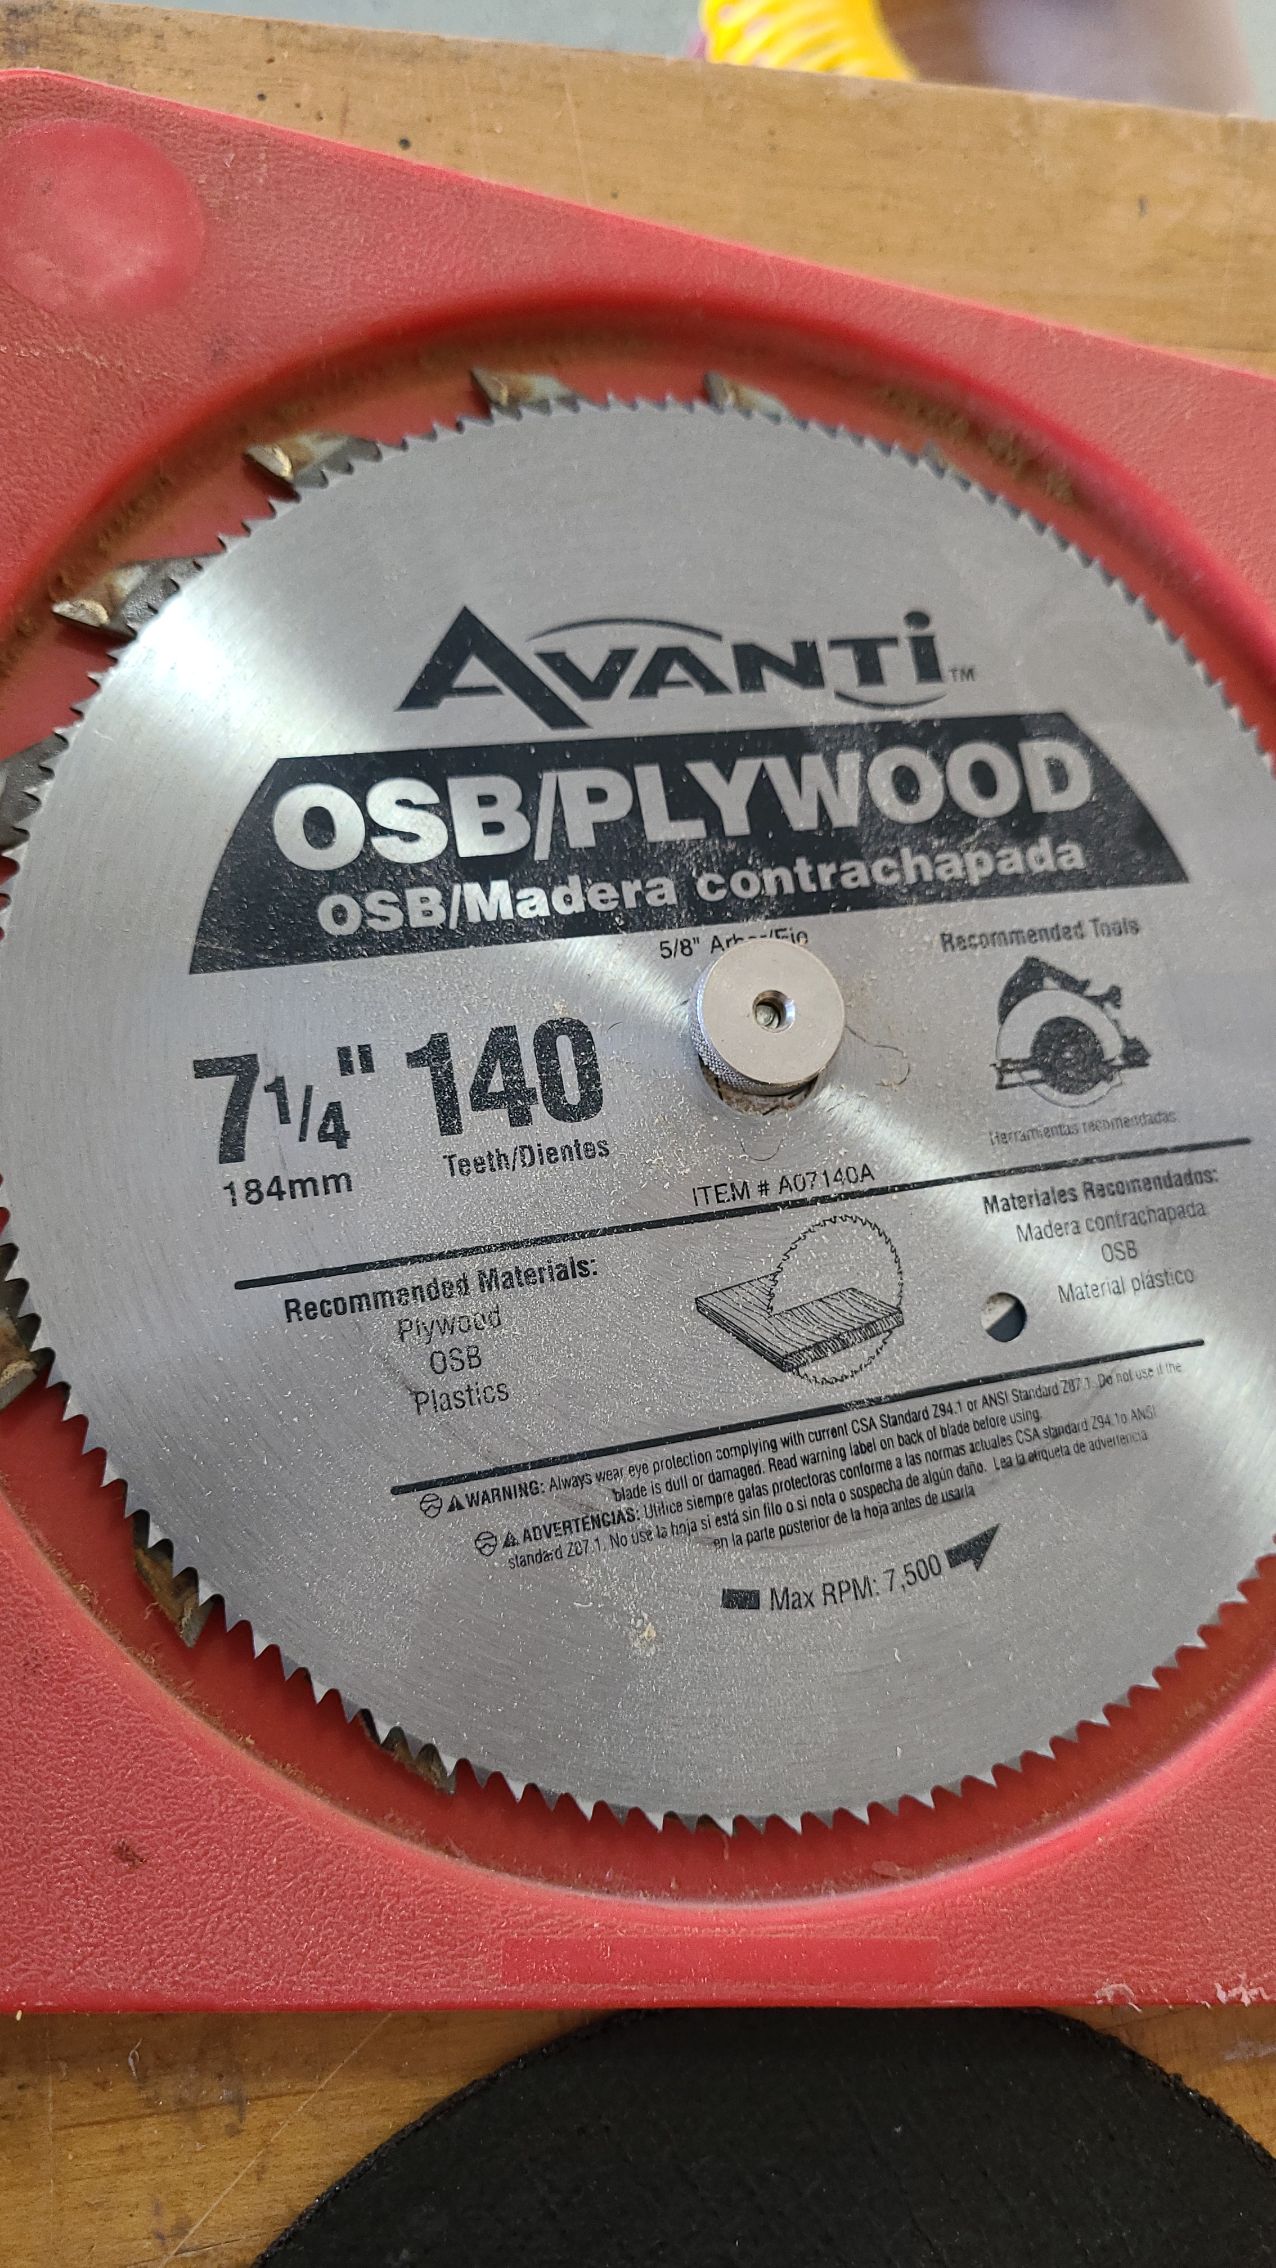 AVANTi™
OSB/PLYWOOD
OSB/Madera contrachapada
5/8"
Recommended Tools
7 1/4" 140
Teeth/Dientes
184mm
Herramientas recomendadas
ITEM # A07140A
Recommended Materials:
Plywood
OSB
Plastics
Materiales Recomendados:
Madera contrachapada
OSB
Material plástico
WARNING: Always wear eye protection complying with current CSA Standard Z94.1 or ANSI Standard Z87.1. Do not use if the
blade is dull or damaged. Read warning label on back of blade before using.
ADVERTENCIAS: Utilice siempre gafas protectoras conforme a las normas actuales CSA standard Z94.1o ANSI
standard Z87.1. No use la hoja si está sin filo o si nota o sospecha de algún daño. Lea la etiqueta de advertencia
en la parte posterior de la hoja antes de usarla
Max RPM: 7,500